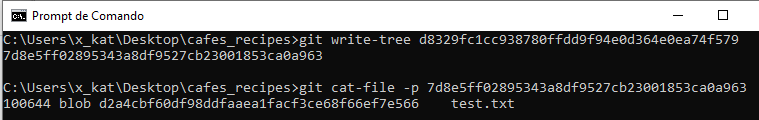 Prompt de Comando
C:\Users\x_kat\Desktop\cafes_recipes>git write-tree d8329fc1cc938780ffdd9f94e0d364e0ea74f579
7d8e5ff02895343a8df9527cb23001853ca0a963
C:\Users\x_kat\Desktop\cafes_recipes>git cat-file -p 7d8e5ff02895343a8df9527cb23001853ca0a963
100644 blob d2a4cbf60df98ddfaaea1facf3ce68f66ef7e566    test.txt